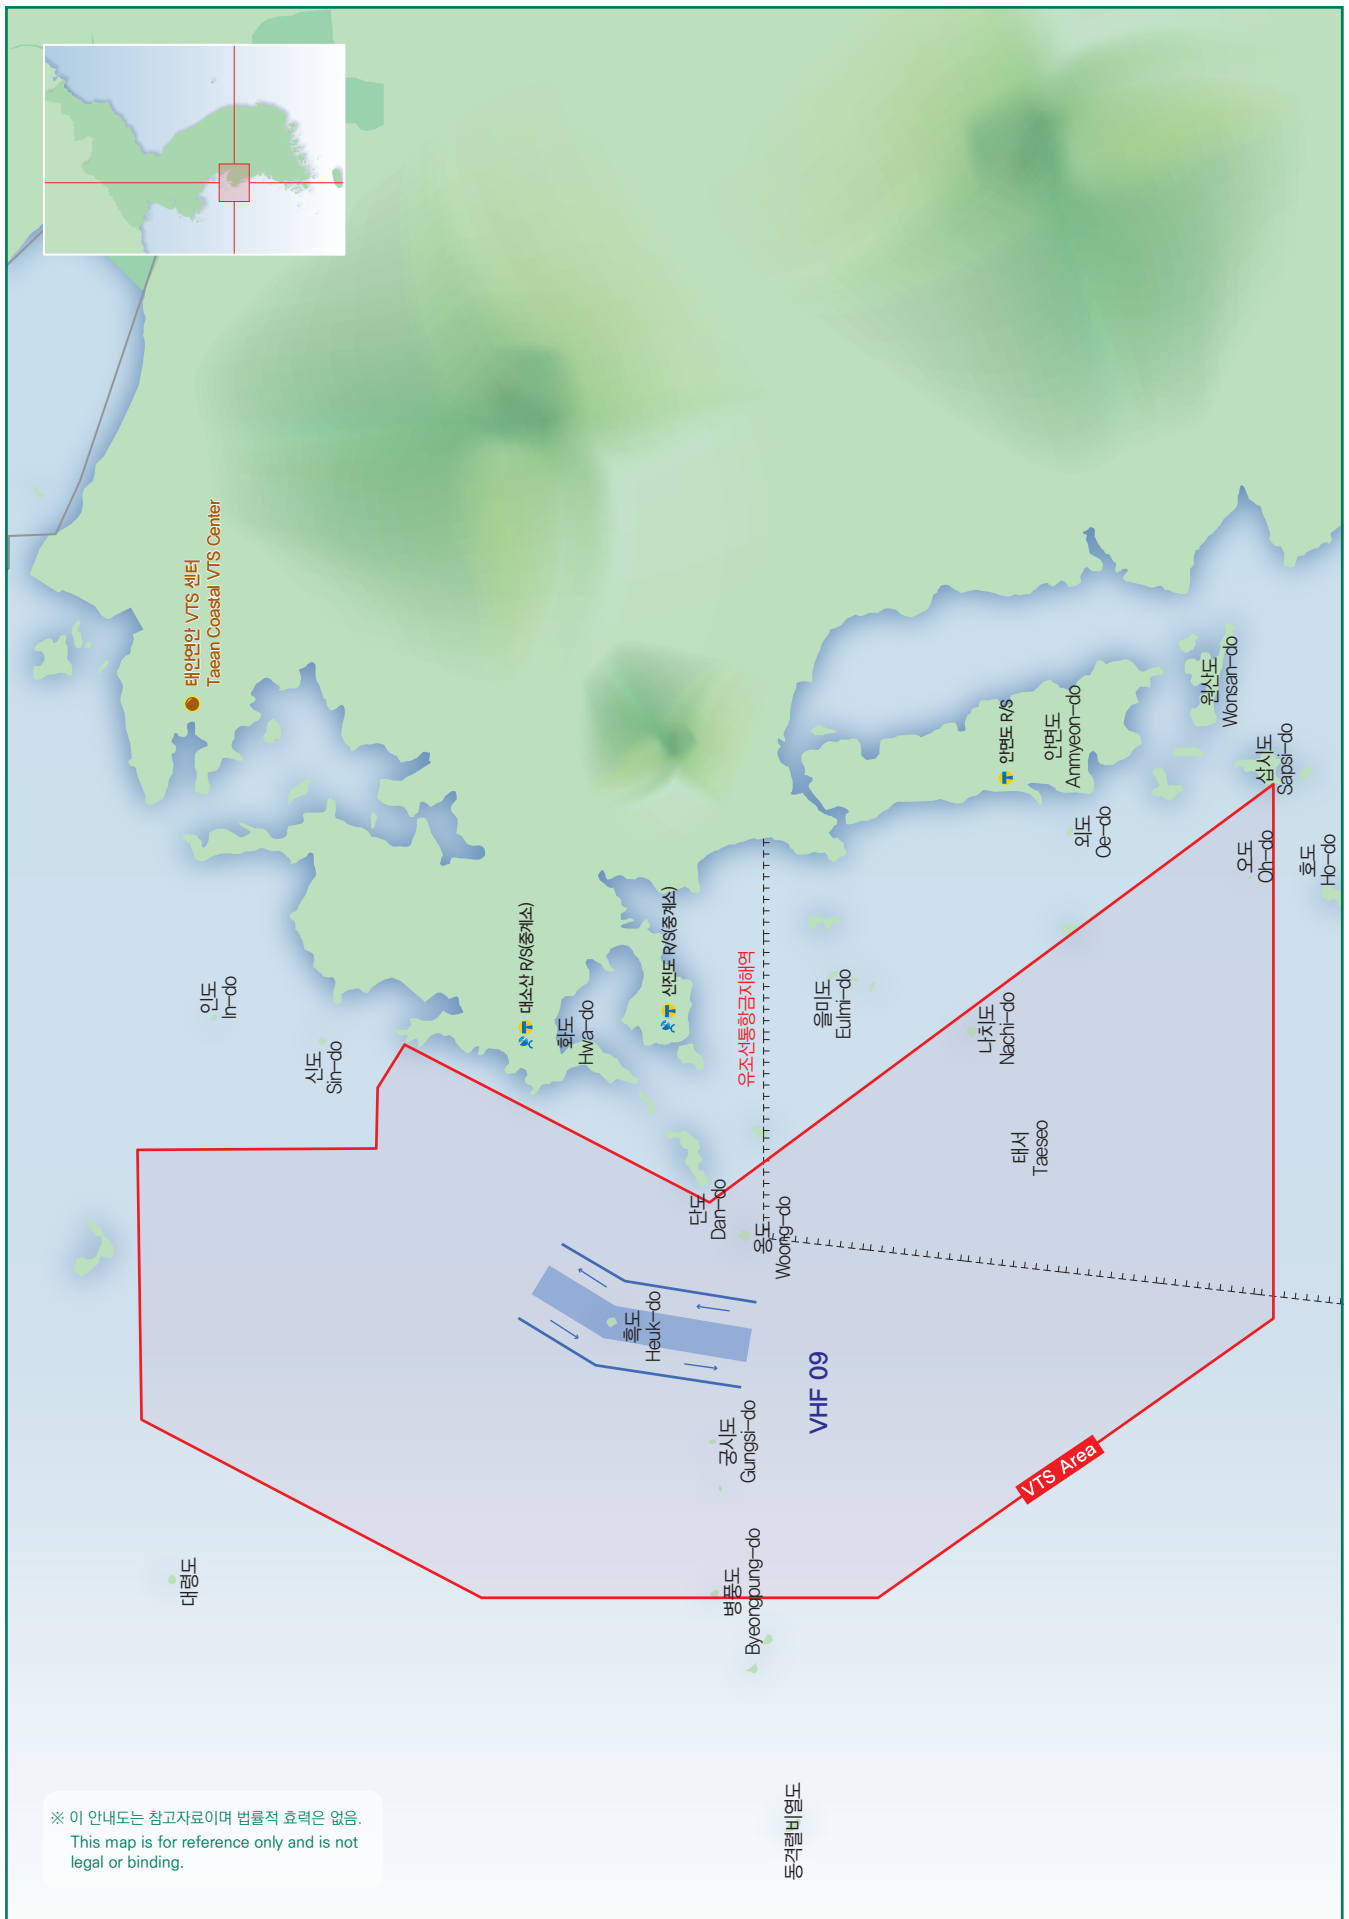 태안연안 VTS 센터
Taean Coastal VTS Center
인도
In-do
신도
Sin-do
대소산 R/S(중계소)
화도
Hwa-do
신진도 R/S(중계소)
유조선통항금지해역
을미도
Eulmi-do
안면도 R/S
안면도
Anmyeon-do
외도
Oe-do
원산도
Wonsan-do
삽시도
Sapsi-do
오도
Oh-do
호도
Ho-do
나치도
Nachi-do
태서
Taeseo
단도
Dan-do
옹도
Woong-do
흑도
Heuk-do
VHF 09
궁시도
Gungsi-do
VTS Area
병풍도
Byeongpung-do
대령도
동격렬비열도
※ 이 안내도는 참고자료이며 법률적 효력은 없음.
This map is for reference only and is not
legal or binding.